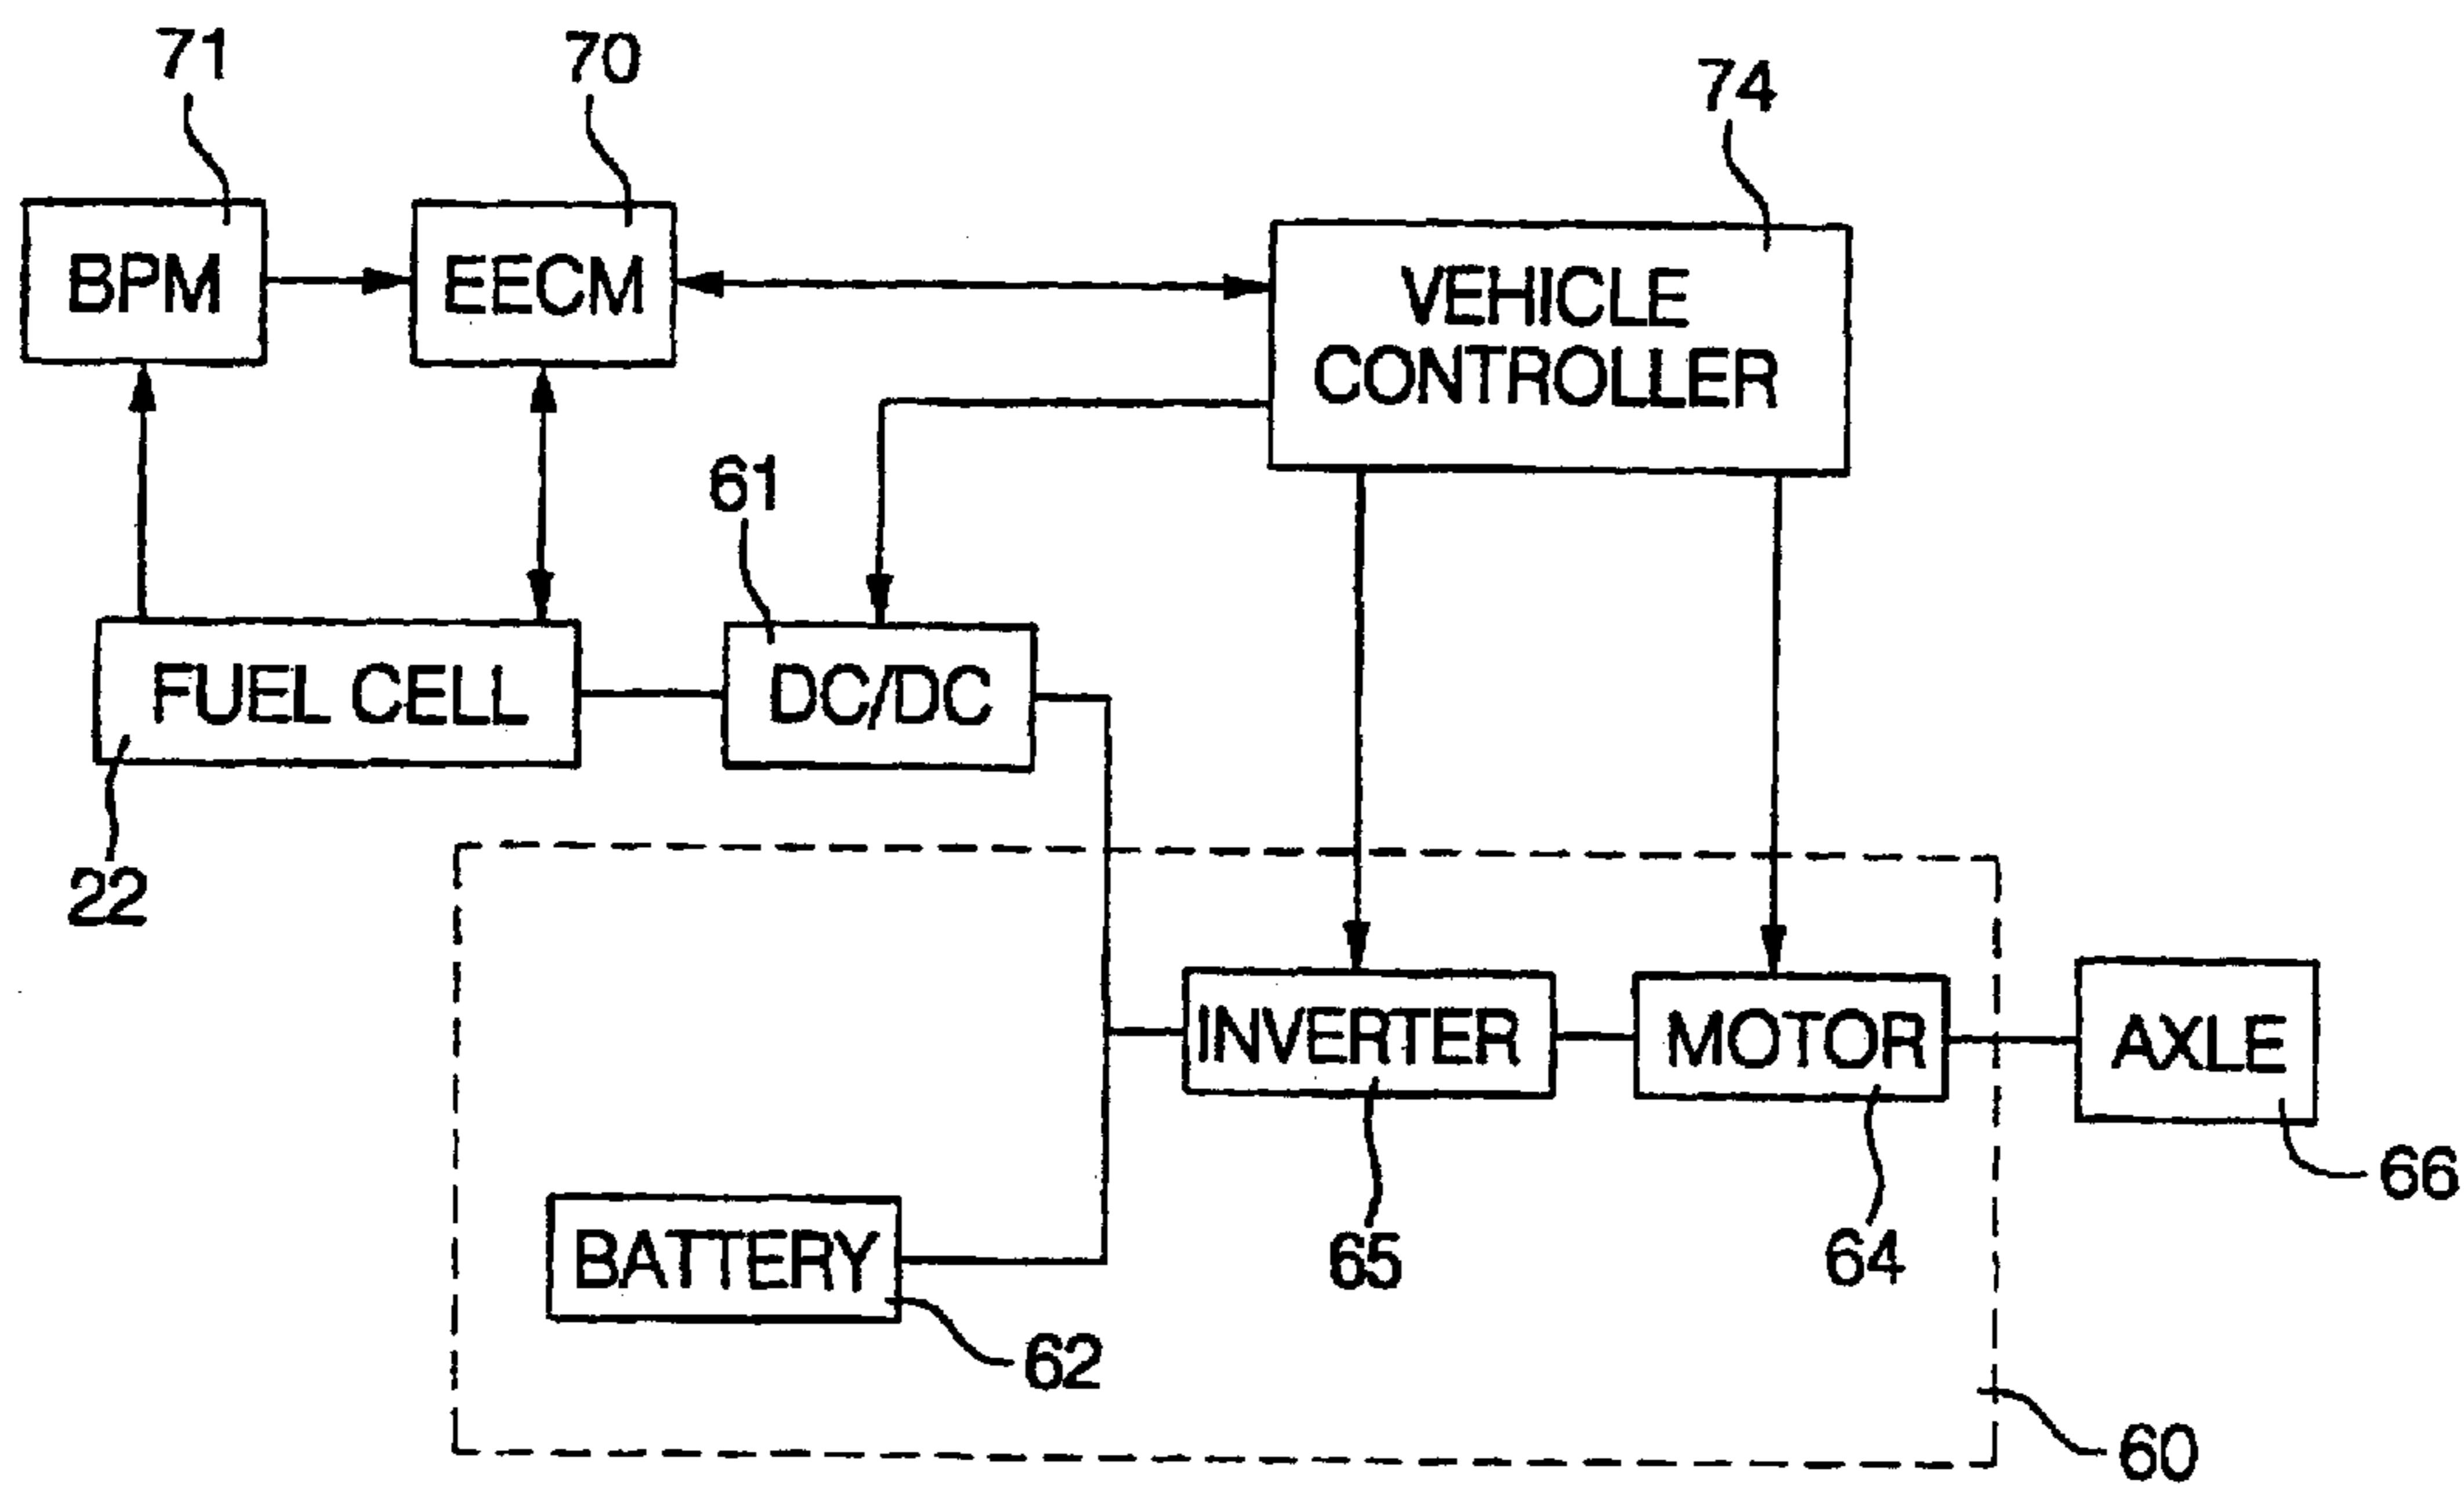 71
70
74
BPM
EECM
VEHICLE
CONTROLLER
61
FUEL CELL
DC/DC
22
INVERTER
MOTOR
AXLE
66
BATTERY
65
64
62
60